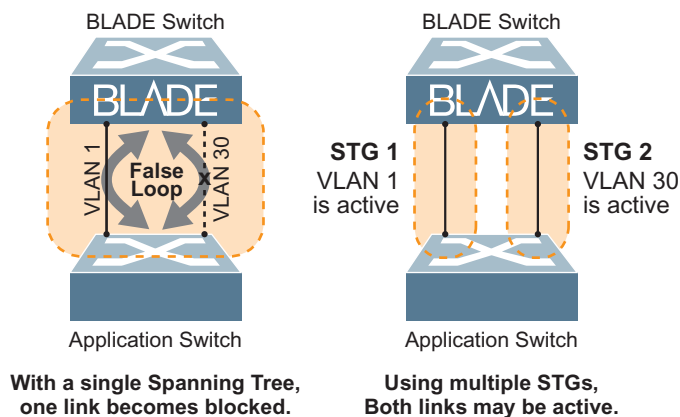 BLADE Switch
BLADE
VLAN 1
False
Loop
x
VLAN 30
Application Switch
With a single Spanning Tree,
one link becomes blocked.
BLADE Switch
BLADE
STG 1
VLAN 1
is active
STG 2
VLAN 30
is active
Application Switch
Using multiple STGs,
Both links may be active.